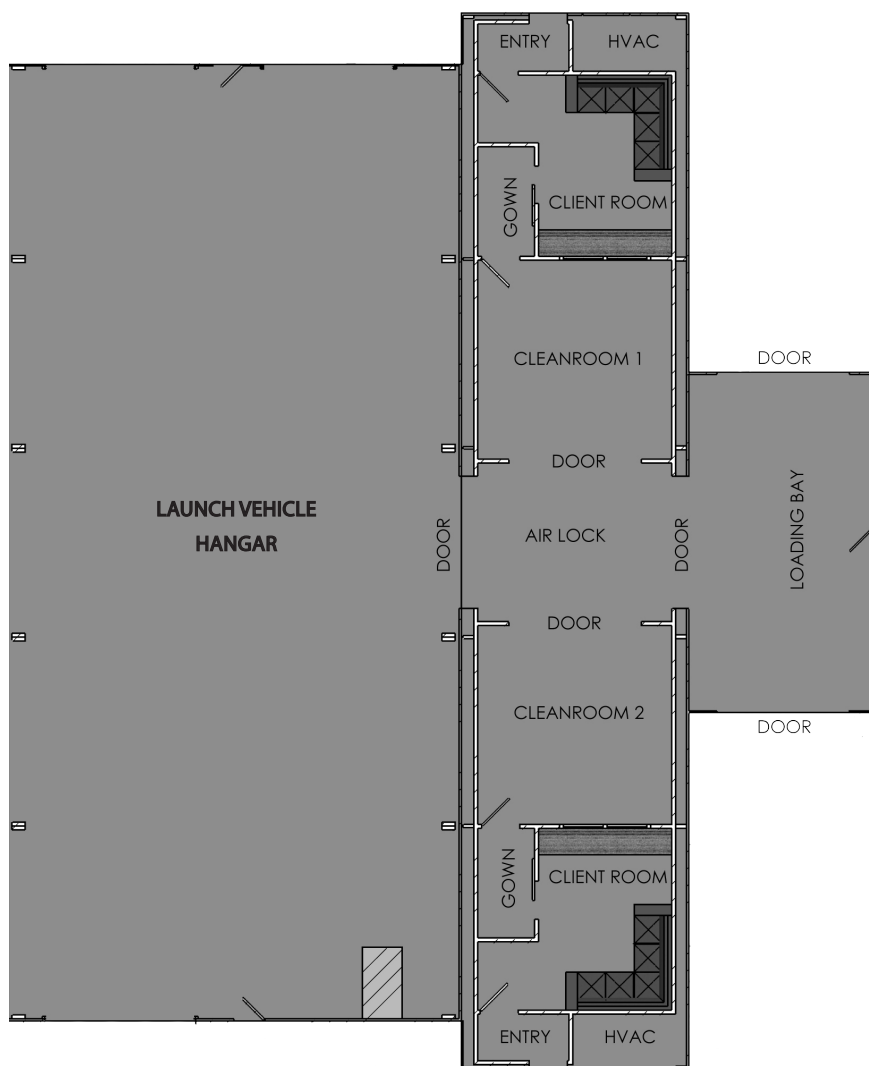 ENTRY
HVAC
GOWN
CLIENT ROOM
CLEANROOM 1
DOOR
DOOR
LAUNCH VEHICLE
HANGAR
DOOR
AIR LOCK
DOOR
LOADING BAY
DOOR
CLEANROOM 2
DOOR
GOWN
CLIENT ROOM
ENTRY
HVAC